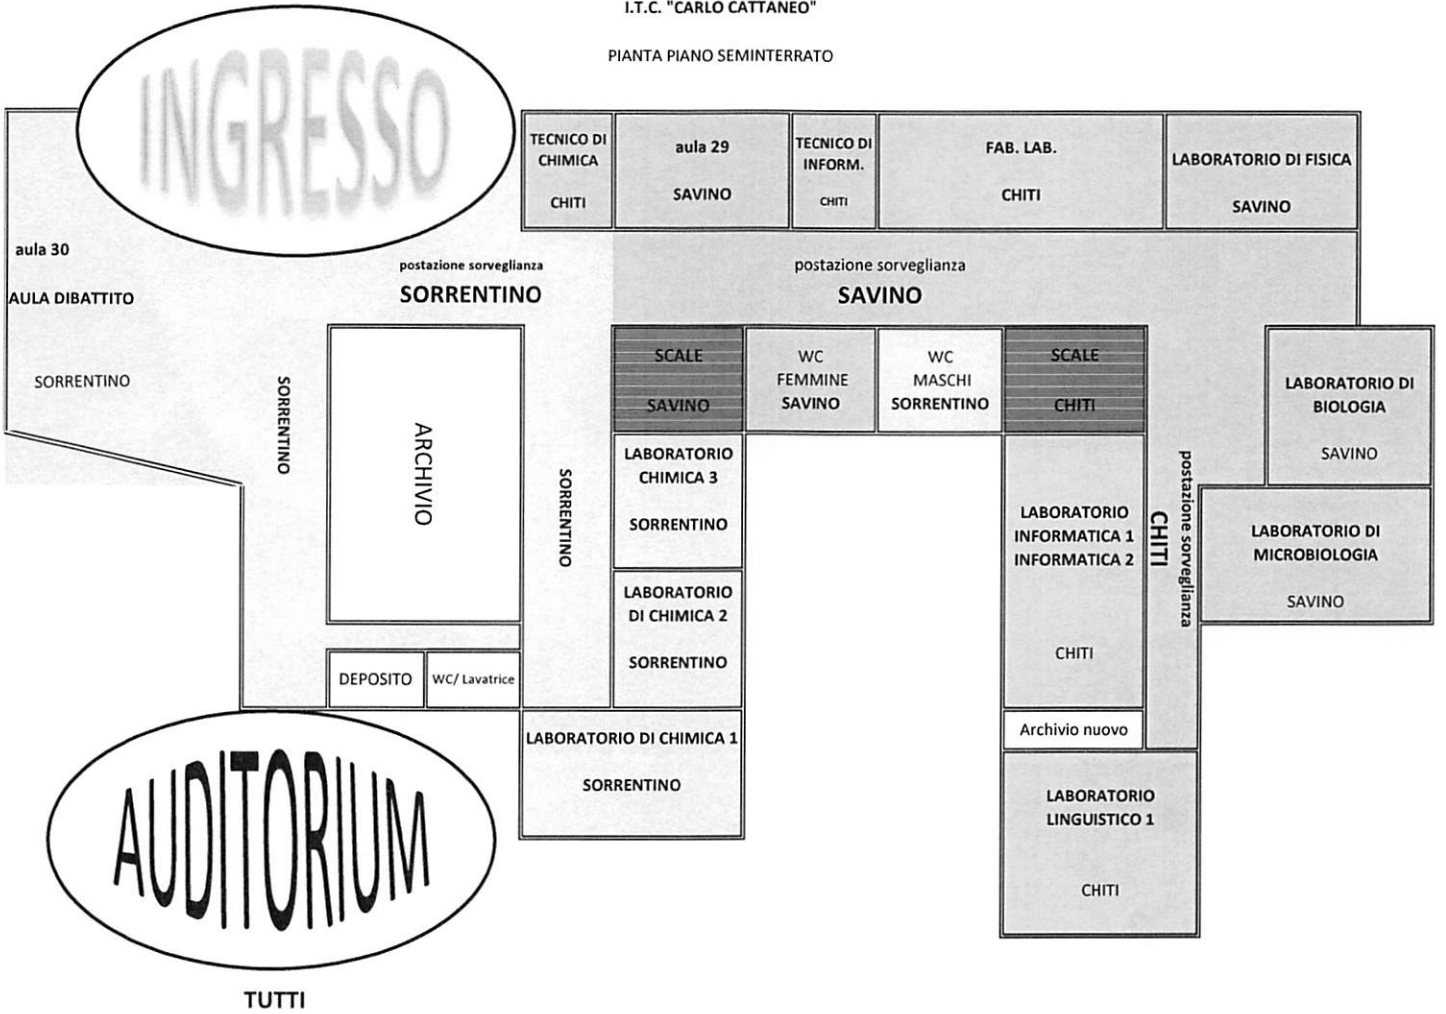 I.T.C. "CARLO CATTANEO"
PIANTA PIANO SEMINTERRATO
INGRESSO
TECNICO DI
CHIMICA
CHITI
aula 29
SAVINO
TECNICO DI
INFORM.
CHITI
FAB. LAB.
CHITI
LABORATORIO DI FISICA
SAVINO
aula 30
AULA DIBATTITO
SORRENTINO
postazione sorveglianza
SORRENTINO
postazione sorveglianza
SAVINO
SORRENTINO
ARCHIVIO
SORRENTINO
SCALE
SAVINO
WC
FEMMINE
SAVINO
WC
MASCHI
SORRENTINO
SCALE
CHITI
LABORATORIO DI
BIOLOGIA
SAVINO
LABORATORIO
CHIMICA 3
SORRENTINO
LABORATORIO
INFORMATICA 1
INFORMATICA 2
CHITI
postazione sorveglianza
CHITI
LABORATORIO DI
MICROBIOLOGIA
SAVINO
LABORATORIO
DI CHIMICA 2
SORRENTINO
DEPOSITO
WC/ Lavatrice
LABORATORIO DI CHIMICA 1
SORRENTINO
Archivio nuovo
LABORATORIO
LINGUISTICO 1
CHITI
AUDITORIUM
TUTTI